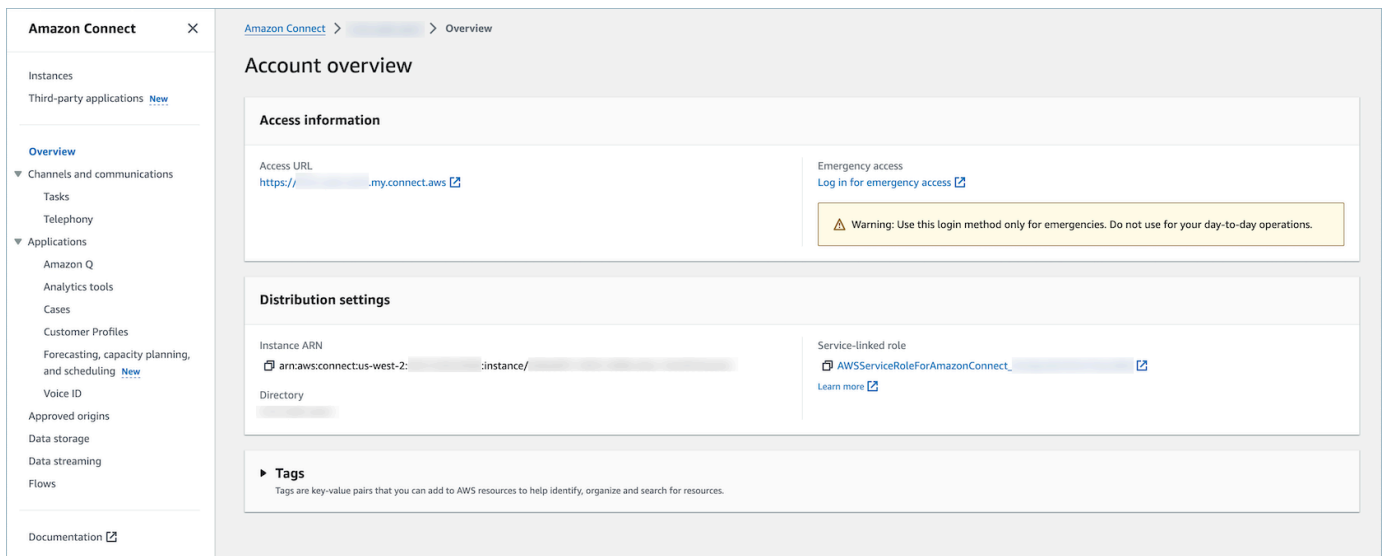 Amazon Connect
Instances
Third-party applications New
Overview
Channels and communications
Tasks
Telephony
Applications
Amazon Q
Analytics tools
Cases
Customer Profiles
Forecasting, capacity planning,
and scheduling New
Voice ID
Approved origins
Data storage
Data streaming
Flows
Documentation
Amazon Connect > > Overview
Account overview
Access information
Access URL
https:// .my.connect.aws
Emergency access
Log in for emergency access
Warning: Use this login method only for emergencies. Do not use for your day-to-day operations.
Distribution settings
Instance ARN
arn:aws:connect:us-west-2: :instance/
Directory
Service-linked role
AWSServiceRoleForAmazonConnect_
Learn more
Tags
Tags are key-value pairs that you can add to AWS resources to help identify, organize and search for resources.